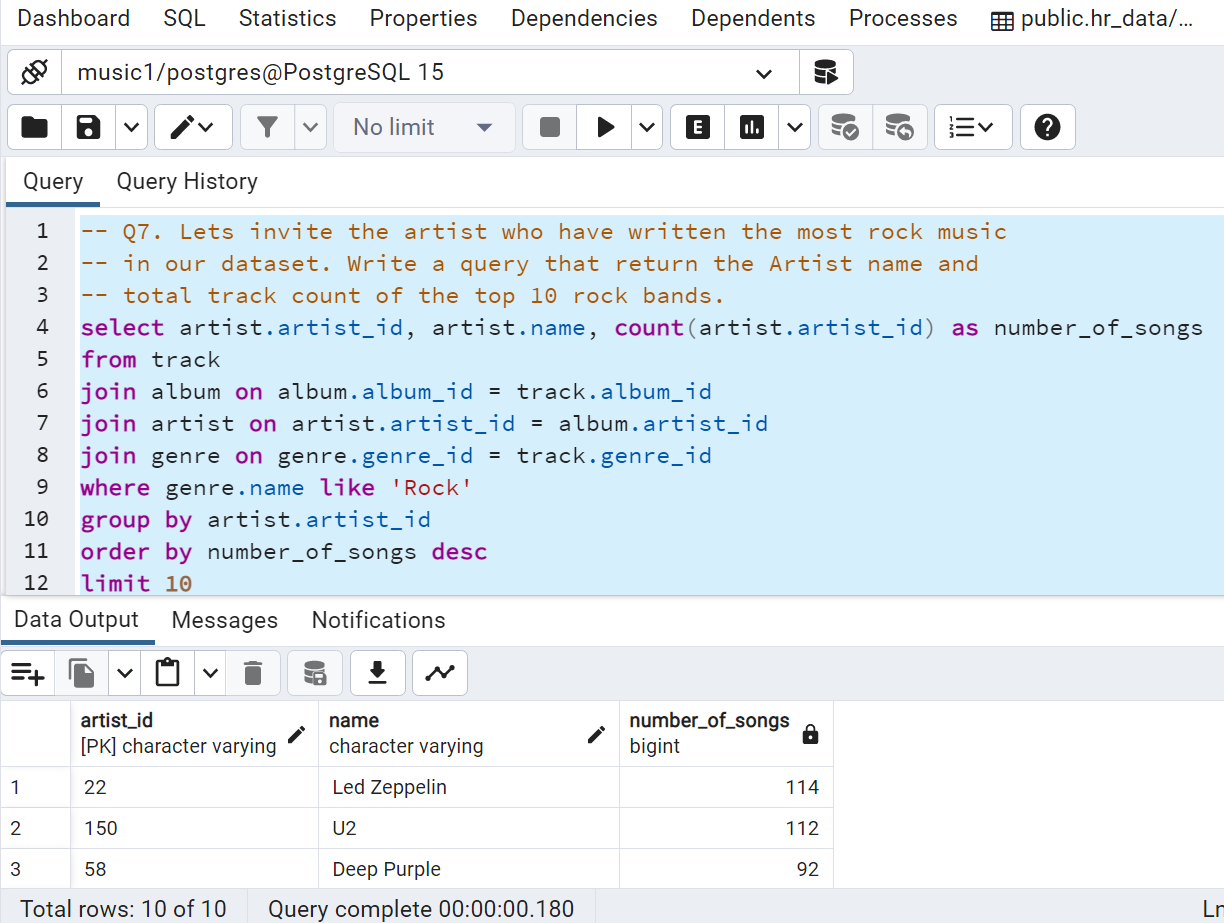 Dashboard SQL Statistics Properties Dependencies Dependents Processes public.hr_data/...
music1/postgres@PostgreSQL 15
No limit E
Query Query History
1 -- Q7. Lets invite the artist who have written the most rock music
2 -- in our dataset. Write a query that return the Artist name and
3 -- total track count of the top 10 rock bands.
4 select artist.artist_id, artist.name, count(artist.artist_id) as number_of_songs
5 from track
6 join album on album.album_id = track.album_id
7 join artist on artist.artist_id = album.artist_id
8 join genre on genre.genre_id = track.genre_id
9 where genre.name like 'Rock'
10 group by artist.artist_id
11 order by number_of_songs desc
12 limit 10
Data Output Messages Notifications
artist_id name number_of_songs
[PK] character varying character varying bigint
1 22 Led Zeppelin 114
2 150 U2 112
3 58 Deep Purple 92
Total rows: 10 of 10 Query complete 00:00:00.180 Ln